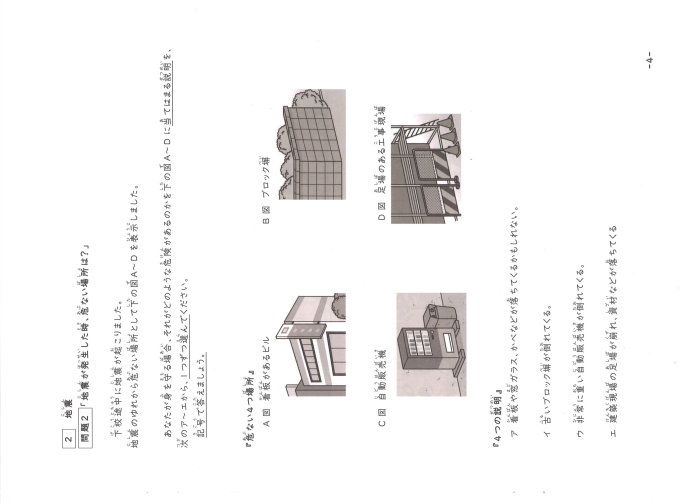 2 地震
問題2「地震が発生した時、危ない場所は？」
下校途中に地震が起こりました。
地震のゆれから危ない場所として下の図A～Dを表示しました。
あなたが身を守る場合、それがどのような危険があるのかを下の図A～Dに当てはまる説明を、
次のア～エから、1つずつ選んでください。
記号で答えましょう。
『危ない4つ場所』
A図 看板があるビル
B図 ブロック塀
C図 自動販売機
D図 足場のある工事現場
『4つの説明』
ア 看板や窓ガラス、かべなどが落ちてくるかもしれない。
イ 古いブロック塀が倒れてくる。
ウ 非常に重い自動販売機が倒れてくる。
エ 建築現場の足場が崩れ、資材などが落ちてくる
-4-